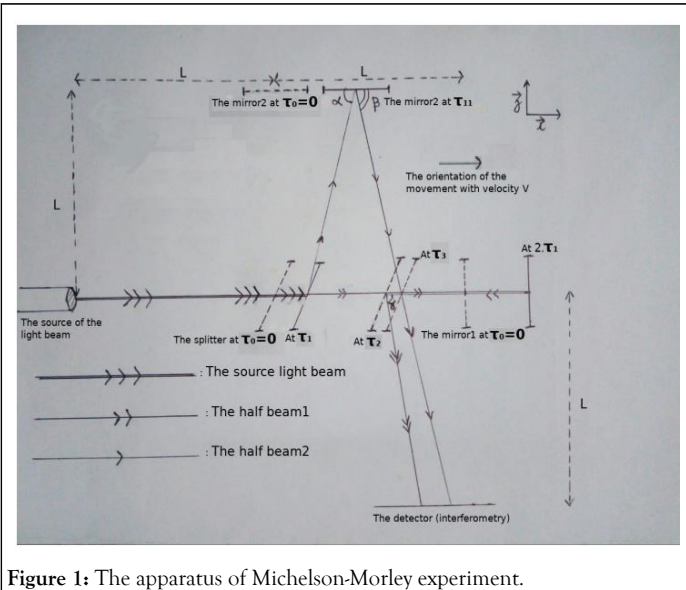 L
L
The mirror2 at τ₀=0
α
β
The mirror2 at τ₁₁
L
The orientation of the
movement with velocity V
The source of the
light beam
The splitter at τ₀=0
At τ₁
At τ₂
At τ₃
The mirror1 at τ₀=0
At 2.τ₁
L
: The source light beam
: The half beam1
: The half beam2
The detector (interferometry)
Figure 1: The apparatus of Michelson-Morley experiment.